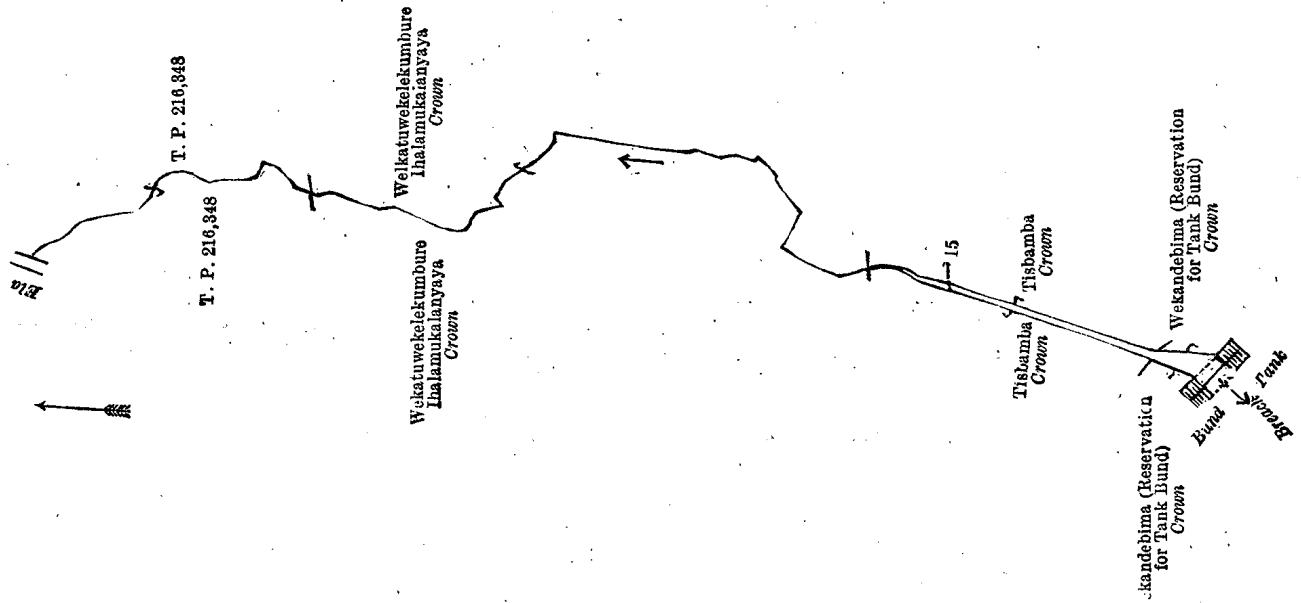 Ela
T. P. 216,348
T. P. 216,348
Welkatuwekelekumbure
Ihalamukalanyaya
Crown
Wekatuwekelekumbure
Ihalamukalanyaya
Crown
15
Tisbamba
Crown
Tisbamba
Crown
Wekandebima (Reservation
for Tank Bund)
Crown
kandebima (Reservation
for Tank Bund)
Crown
Bund
Breach
Tank